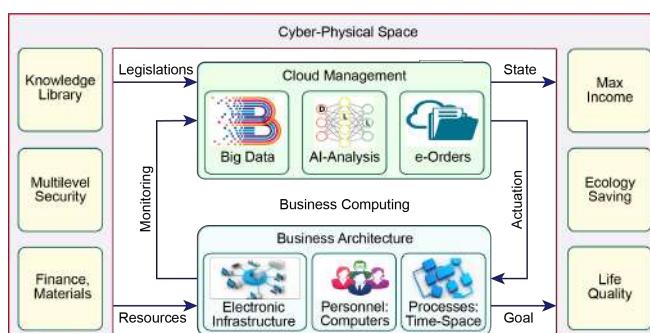 Cyber-Physical Space
Knowledge
Library
Multilevel
Security
Finance,
Materials
Legislations
Resources
Monitoring
Cloud Management
Big Data
D
L
L
AI-Analysis
e-Orders
Business Computing
Business Architecture
Electronic
Infrastructure
Personnel:
Computers
Processes:
Time-Space
State
Actuation
Goal
Max
Income
Ecology
Saving
Life
Quality